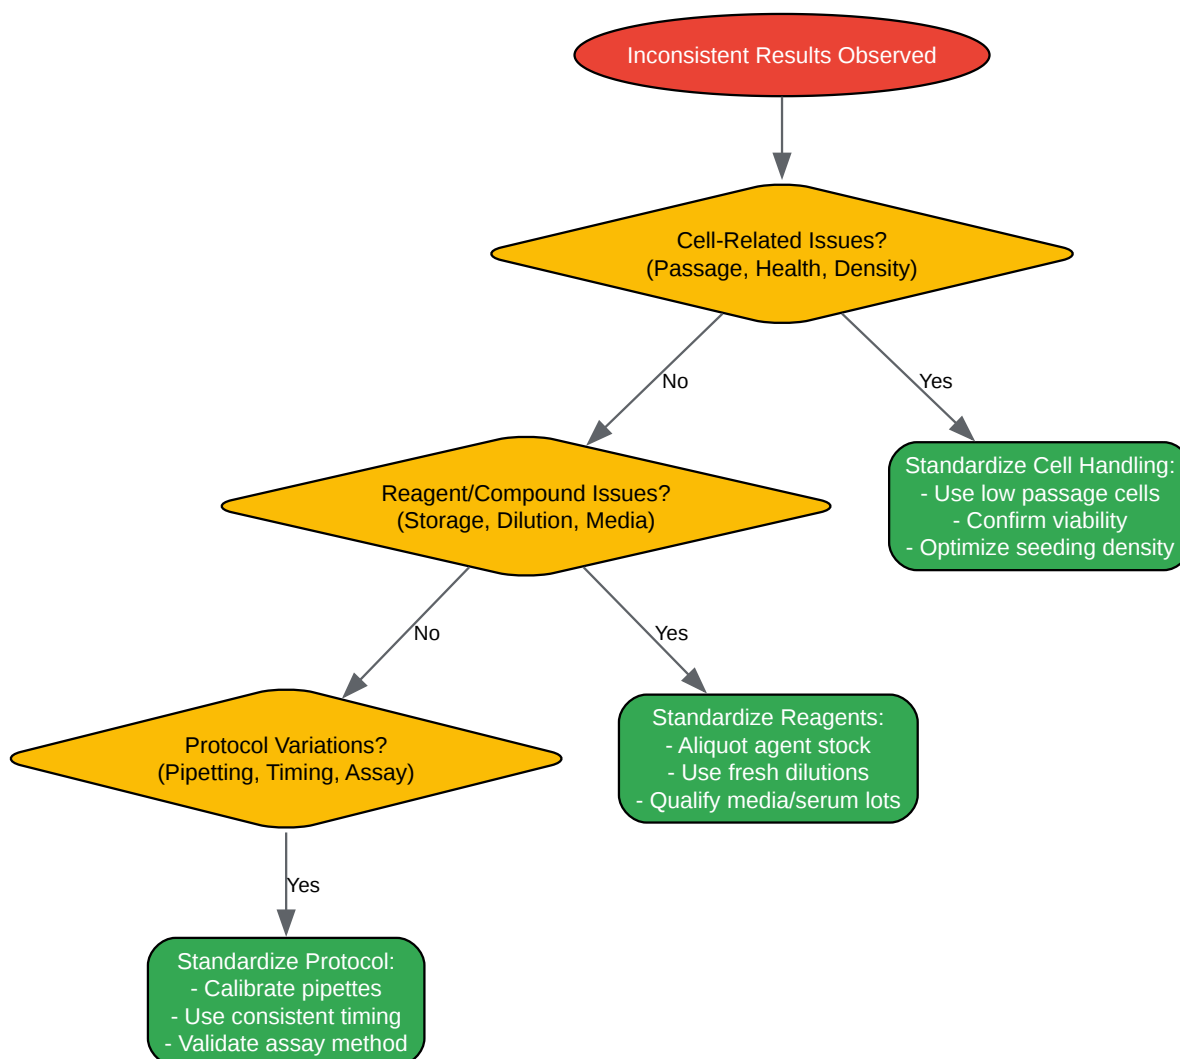 Inconsistent Results Observed
Cell-Related Issues?
(Passage, Health, Density)
No
Yes
Reagent/Compound Issues?
(Storage, Dilution, Media)
Standardize Cell Handling:
- Use low passage cells
- Confirm viability
- Optimize seeding density
No
Yes
Protocol Variations?
(Pipetting, Timing, Assay)
Standardize Reagents:
- Aliquot agent stock
- Use fresh dilutions
- Qualify media/serum lots
Yes
Standardize Protocol:
- Calibrate pipettes
- Use consistent timing
- Validate assay method